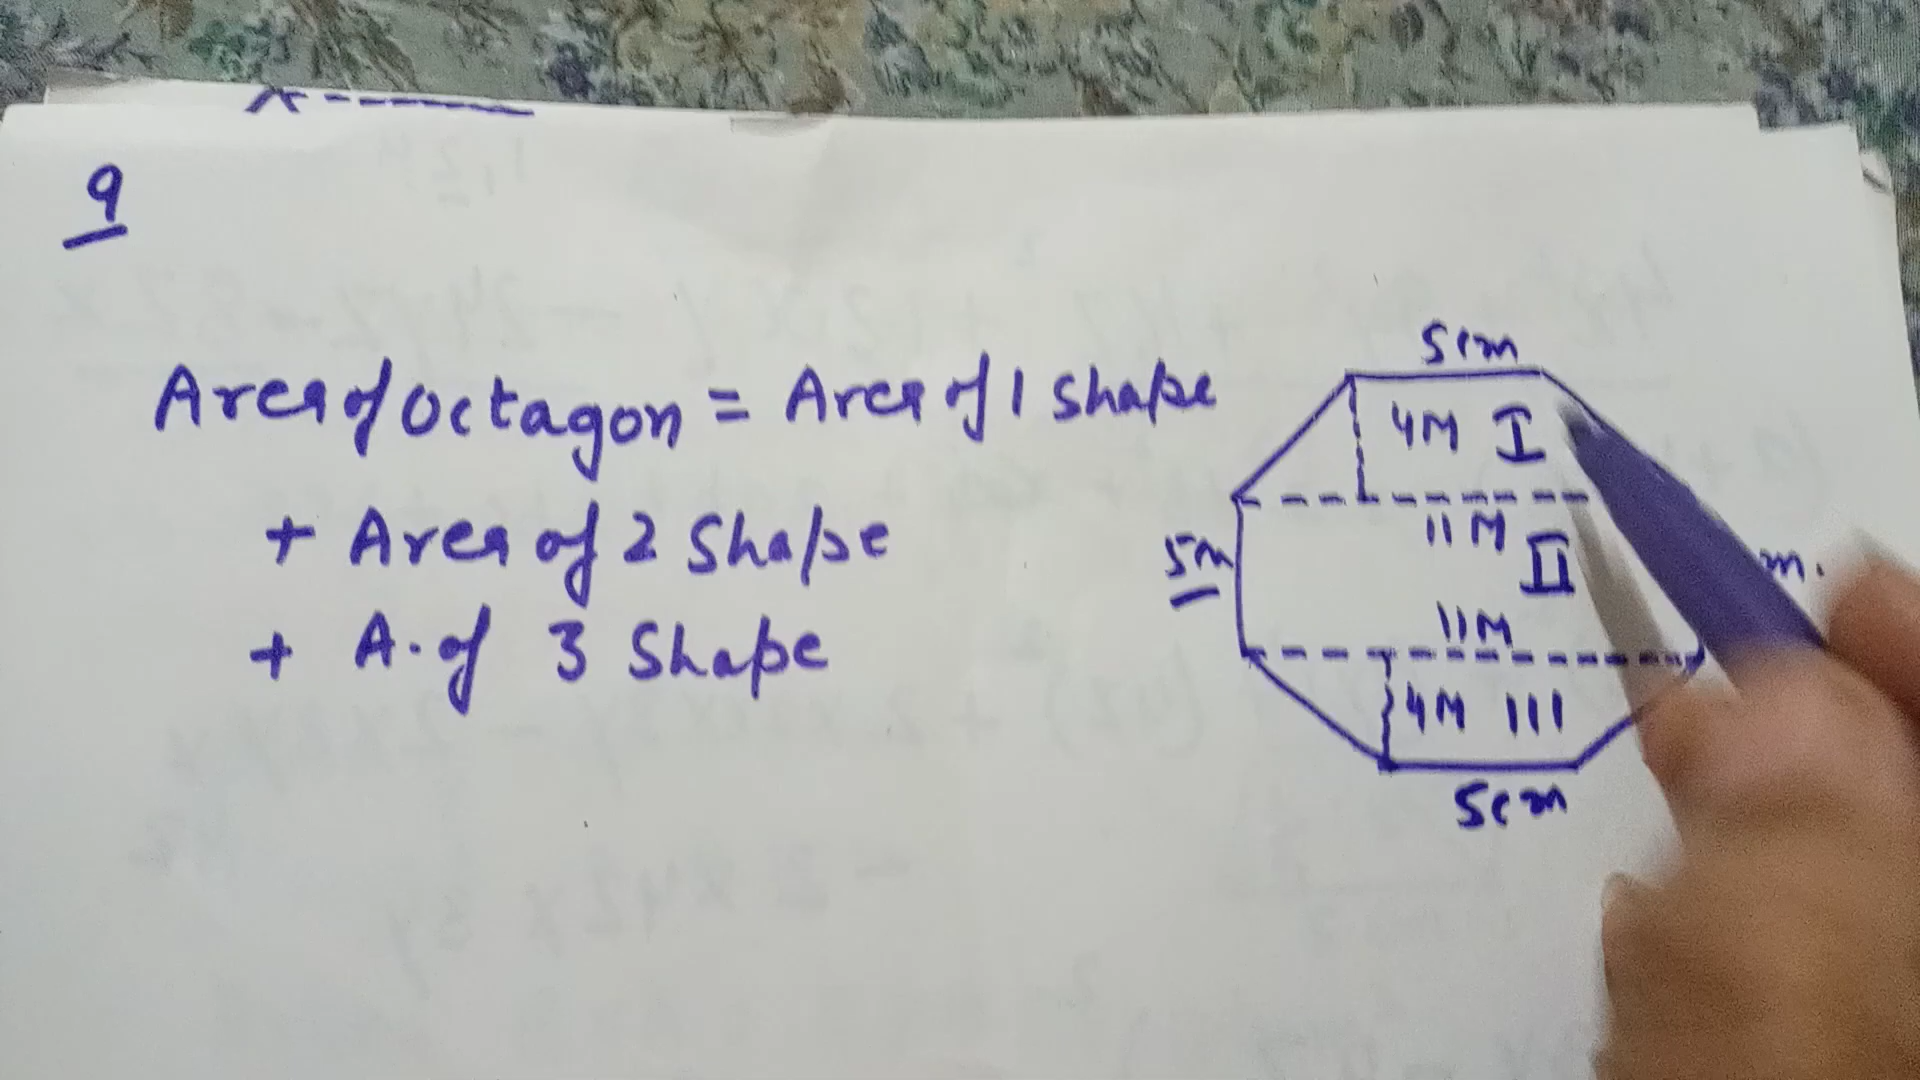 9
Area of Octagon = Area of 1 Shape
+ Area of 2 Shape
+ A. of 3 Shape
5cm
4M I
11M
5m II m.
11M
4M III
5cm